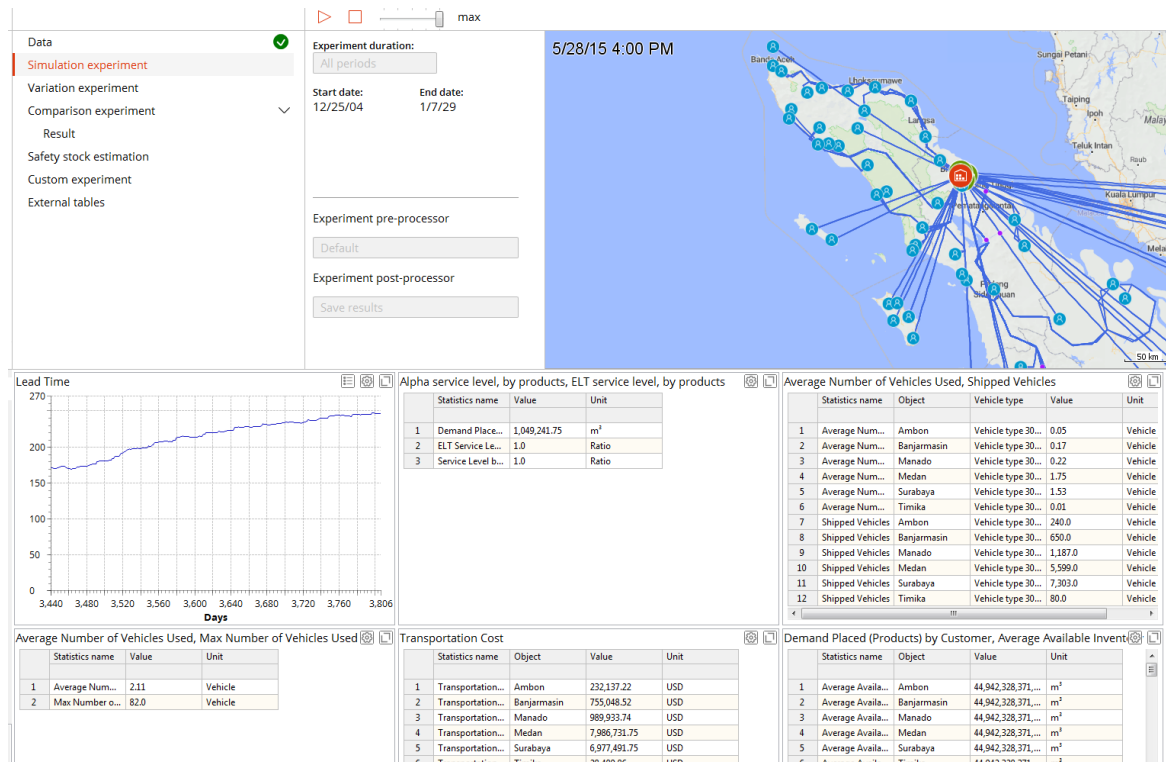 max
Data
Simulation experiment
Variation experiment
Comparison experiment
Result
Safety stock estimation
Custom experiment
External tables
Experiment duration:
All periods
Start date: End date:
12/25/04 1/7/29
Experiment pre-processor
Default
Experiment post-processor
Save results
5/28/15 4:00 PM
Sungai Petani
Banda Aceh
Lhokseumawe
Taiping
Ipoh
Langsa
Malay
Teluk Intan
Raub
Kuala Lumpur
Pematangsiantar
Mela
50 km
Lead Time
270
200
150
100
50
0
3,440 3,480 3,520 3,560 3,600 3,640 3,680 3,720 3,760 3,806
Days
Alpha service level, by products, ELT service level, by products
Statistics name Value Unit
1 Demand Place... 1,049,241.75 m³
2 ELT Service Le... 1.0 Ratio
3 Service Level b... 1.0 Ratio
Average Number of Vehicles Used, Shipped Vehicles
Statistics name Object Vehicle type Value Unit
1 Average Num... Ambon Vehicle type 30... 0.05 Vehicle
2 Average Num... Banjarmasin Vehicle type 30... 0.17 Vehicle
3 Average Num... Manado Vehicle type 30... 0.22 Vehicle
4 Average Num... Medan Vehicle type 30... 1.75 Vehicle
5 Average Num... Surabaya Vehicle type 30... 1.53 Vehicle
6 Average Num... Timika Vehicle type 30... 0.01 Vehicle
7 Shipped Vehicles Ambon Vehicle type 30... 240.0 Vehicle
8 Shipped Vehicles Banjarmasin Vehicle type 30... 650.0 Vehicle
9 Shipped Vehicles Manado Vehicle type 30... 1,187.0 Vehicle
10 Shipped Vehicles Medan Vehicle type 30... 5,599.0 Vehicle
11 Shipped Vehicles Surabaya Vehicle type 30... 7,303.0 Vehicle
12 Shipped Vehicles Timika Vehicle type 30... 80.0 Vehicle
Average Number of Vehicles Used, Max Number of Vehicles Used
Statistics name Value Unit
1 Average Num... 2.11 Vehicle
2 Max Number o... 82.0 Vehicle
Transportation Cost
Statistics name Object Value Unit
1 Transportation... Ambon 232,137.22 USD
2 Transportation... Banjarmasin 755,048.52 USD
3 Transportation... Manado 989,933.74 USD
4 Transportation... Medan 7,986,731.75 USD
5 Transportation... Surabaya 6,977,491.75 USD
Demand Placed (Products) by Customer, Average Available Invent
Statistics name Object Value Unit
1 Average Availa... Ambon 44,942,328,371,... m³
2 Average Availa... Banjarmasin 44,942,328,371,... m³
3 Average Availa... Manado 44,942,328,371,... m³
4 Average Availa... Medan 44,942,328,371,... m³
5 Average Availa... Surabaya 44,942,328,371,... m³